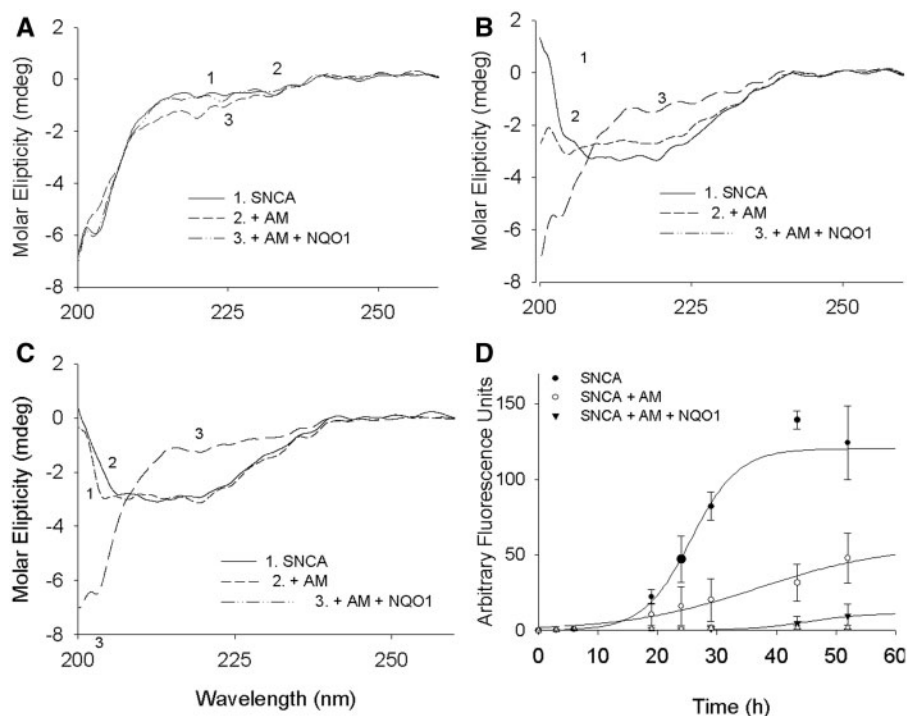 A
2
0
-2
-4
-6
-8
Molar Elipticity (mdeg)
1
2
3
1. SNCA
2. + AM
3. + AM + NQO1
200
225
250
B
2
0
-2
-4
-6
-8
Molar Elipticity (mdeg)
1
2
3
1. SNCA
2. + AM
3. + AM + NQO1
200
225
250
C
2
0
-2
-4
-6
-8
Molar Elipticity (mdeg)
2
1
3
3
1. SNCA
2. + AM
3. + AM + NQO1
200
225
250
Wavelength (nm)
D
SNCA
SNCA + AM
SNCA + AM + NQO1
150
100
50
0
Arbitrary Fluorescence Units
0
10
20
30
40
50
60
Time (h)